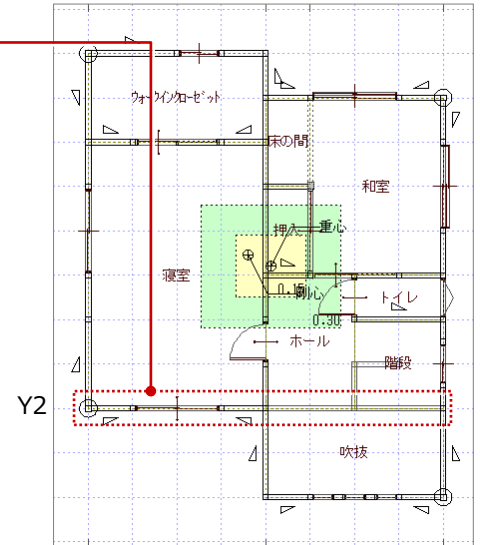 ウォークインクローゼット
床の間
和室
押入
重心
寝室
0.15
剛心
トイレ
0.30
ホール
階段
Y2
吹抜